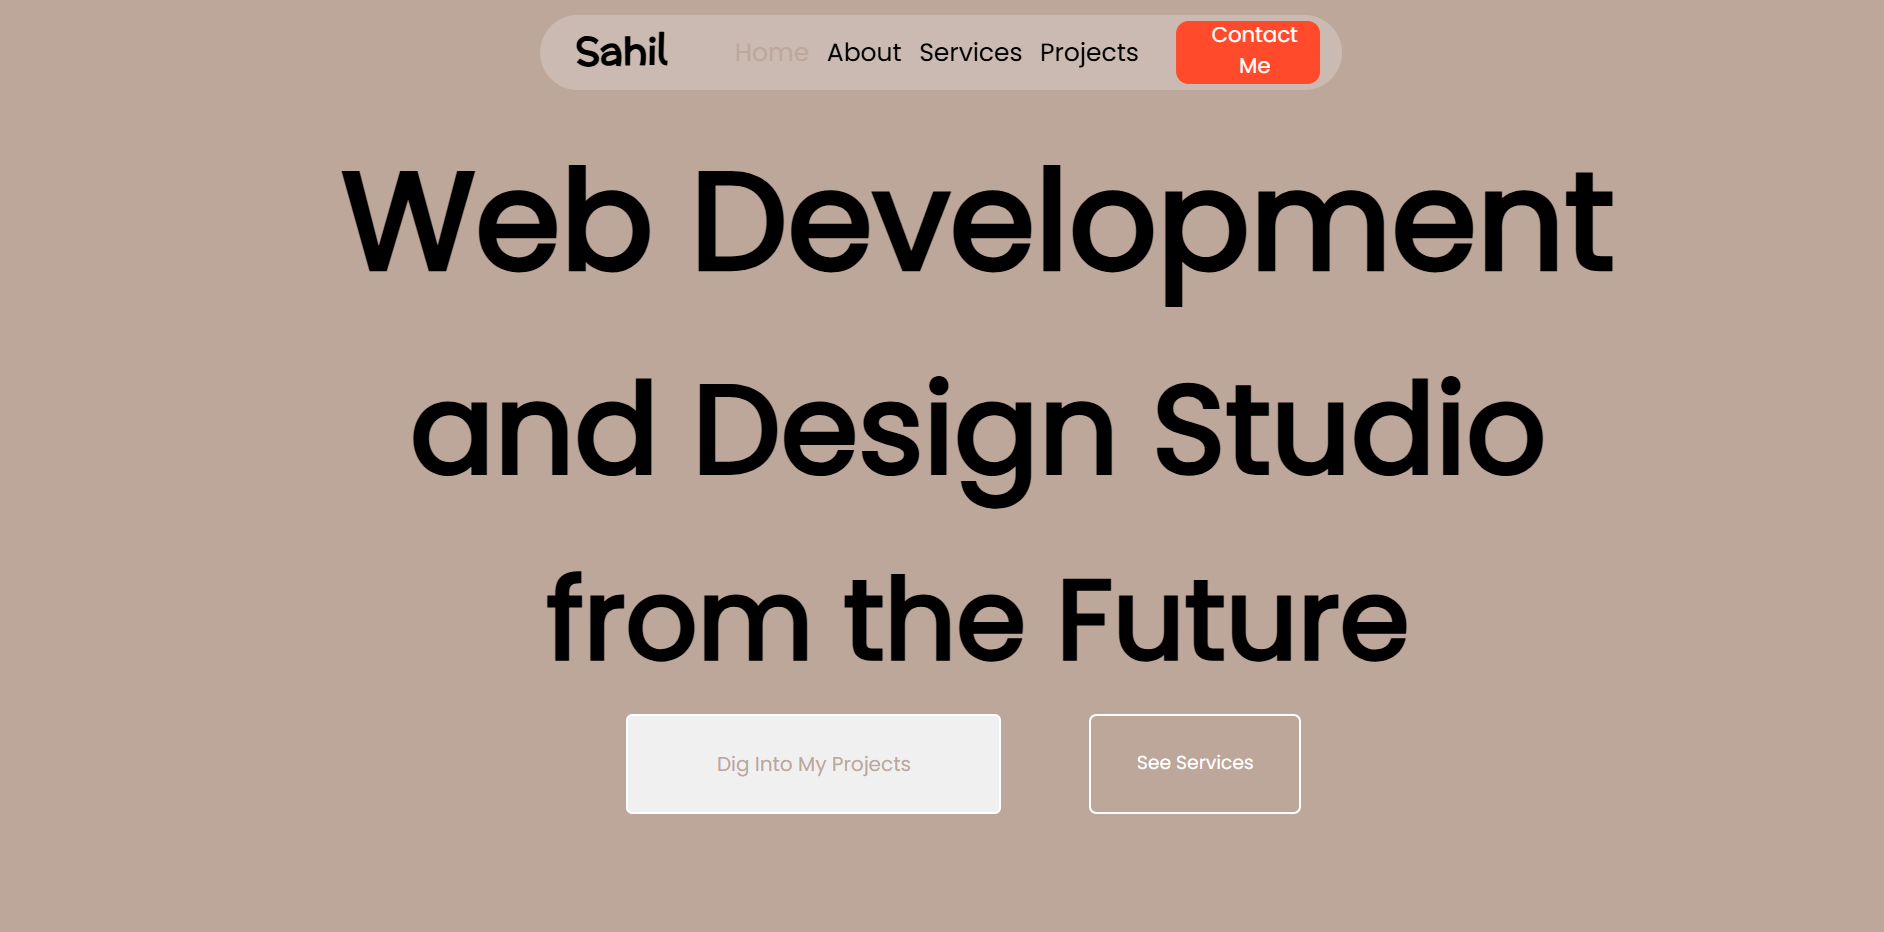 Sahil
Home About Services Projects
Contact
Me
Web Development
and Design Studio
from the Future
Dig Into My Projects
See Services